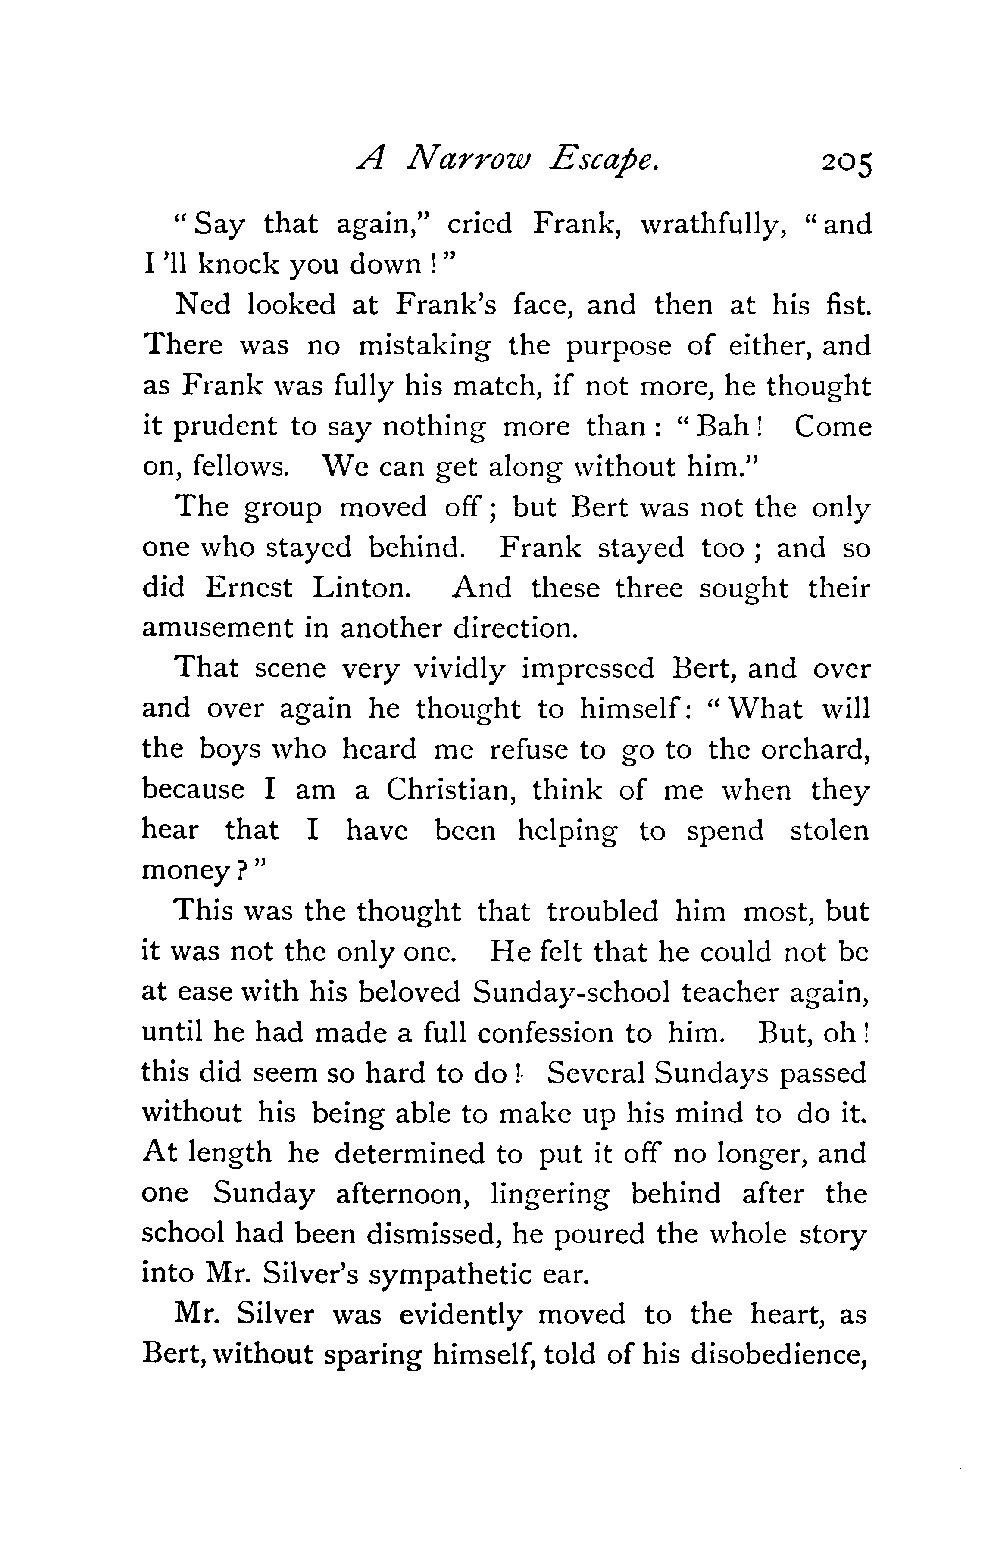 A Narrow Escape. 205
" Say that again," cried Frank, wrathfully, " and
I 'll knock you down ! "
Ned looked at Frank's face, and then at his fist.
There was no mistaking the purpose of either, and
as Frank was fully his match, if not more, he thought
it prudent to say nothing more than : " Bah ! Come
on, fellows. We can get along without him."
The group moved off ; but Bert was not the only
one who stayed behind. Frank stayed too ; and so
did Ernest Linton. And these three sought their
amusement in another direction.
That scene very vividly impressed Bert, and over
and over again he thought to himself: " What will
the boys who heard me refuse to go to the orchard,
because I am a Christian, think of me when they
hear that I have been helping to spend stolen
money ? "
This was the thought that troubled him most, but
it was not the only one. He felt that he could not be
at ease with his beloved Sunday-school teacher again,
until he had made a full confession to him. But, oh !
this did seem so hard to do ! Several Sundays passed
without his being able to make up his mind to do it.
At length he determined to put it off no longer, and
one Sunday afternoon, lingering behind after the
school had been dismissed, he poured the whole story
into Mr. Silver's sympathetic ear.
Mr. Silver was evidently moved to the heart, as
Bert, without sparing himself, told of his disobedience,